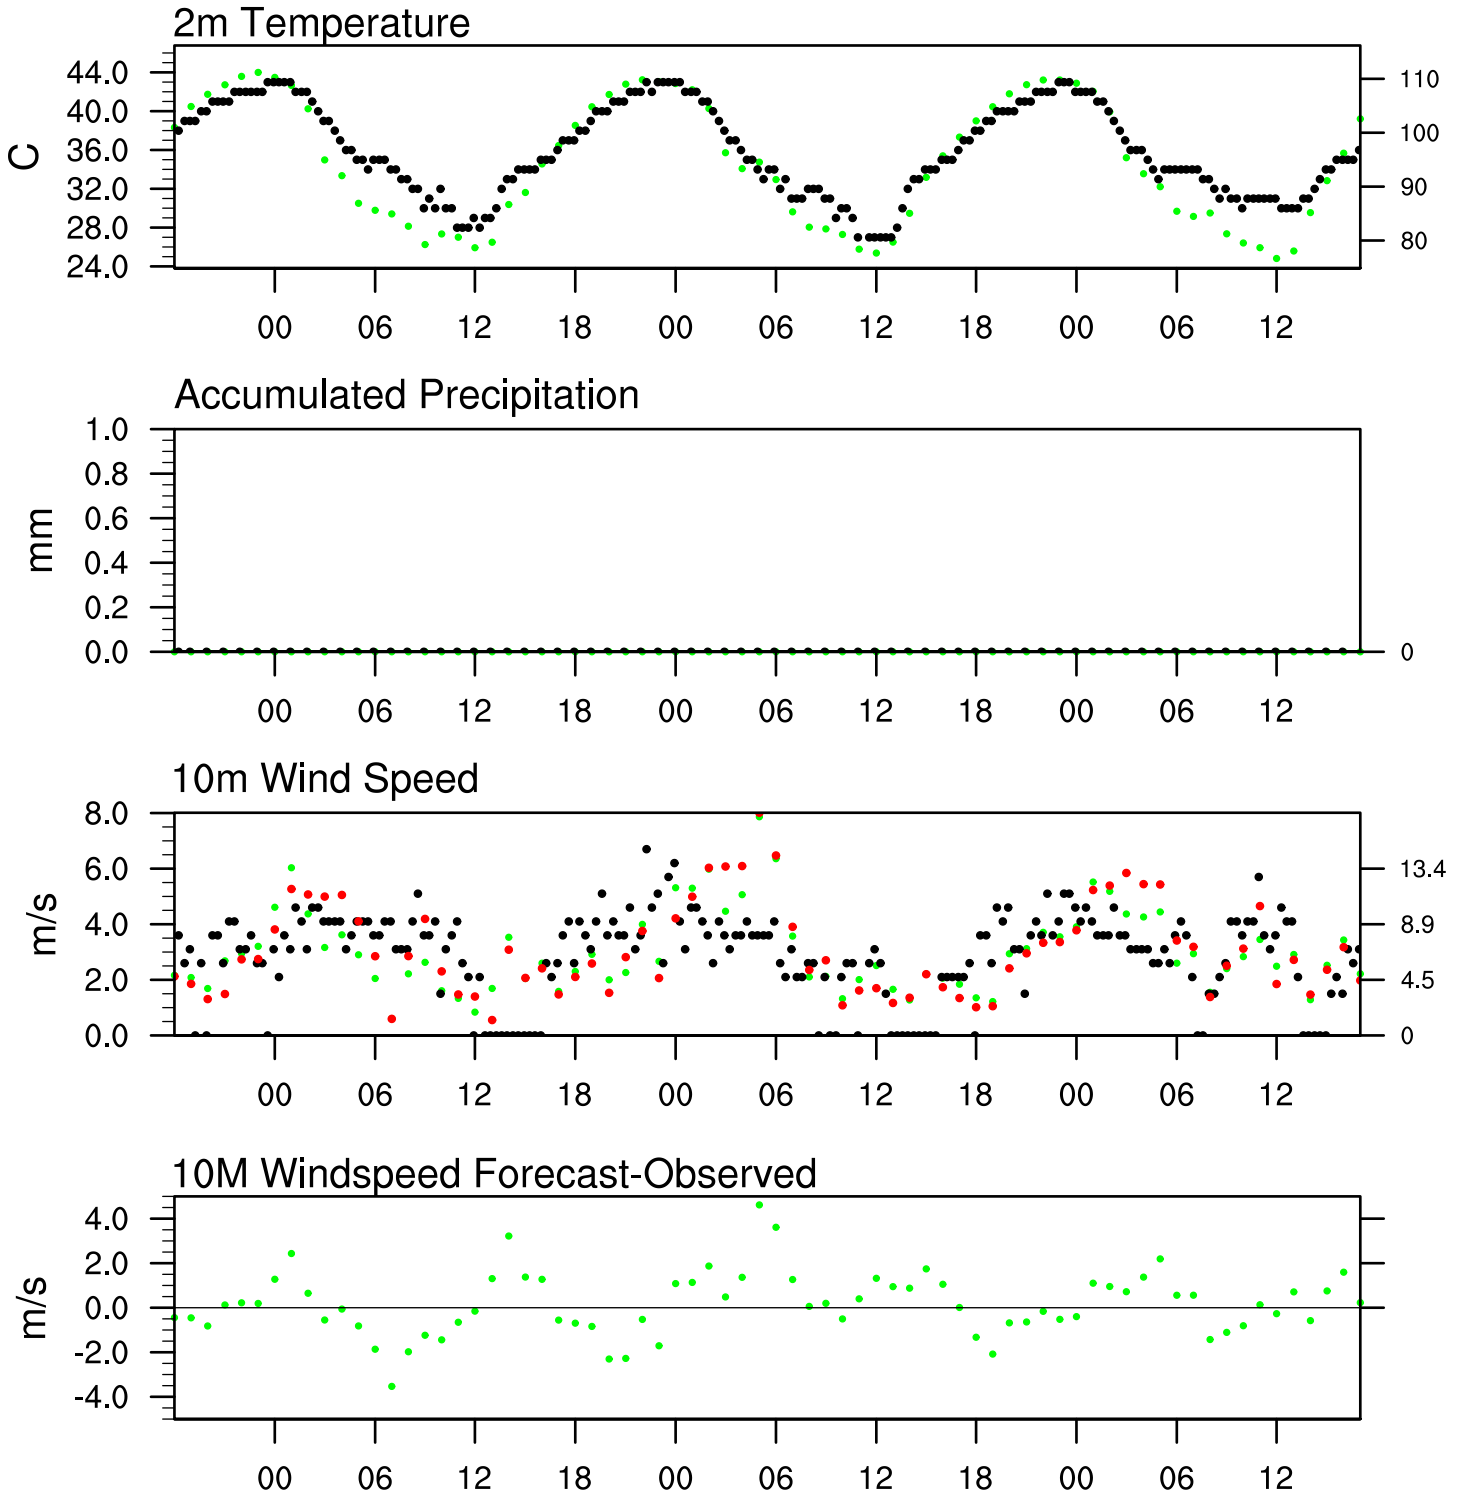 2m Temperature
44.0
40.0
36.0
32.0
28.0
24.0
C
110
100
90
80
00 06 12 18 00 06 12 18 00 06 12
Accumulated Precipitation
1.0
0.8
0.6
0.4
0.2
0.0
mm
0
00 06 12 18 00 06 12 18 00 06 12
10m Wind Speed
8.0
6.0
4.0
2.0
0.0
m/s
13.4
8.9
4.5
0
00 06 12 18 00 06 12 18 00 06 12
10M Windspeed Forecast-Observed
4.0
2.0
0.0
-2.0
-4.0
m/s
00 06 12 18 00 06 12 18 00 06 12